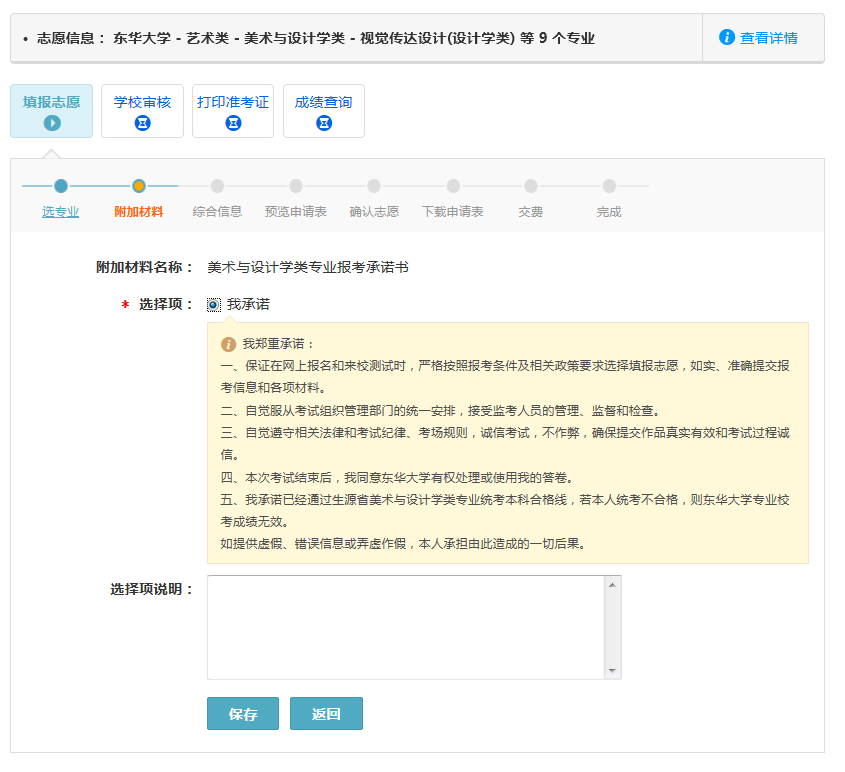 • 志愿信息： 东华大学 - 艺术类 - 美术与设计学类 - 视觉传达设计(设计学类) 等 9 个专业
查看详情
填报志愿 学校审核 打印准考证 成绩查询
选专业 附加材料 综合信息 预览申请表 确认志愿 下载申请表 交费 完成
附加材料名称： 美术与设计学类专业报考承诺书
* 选择项： 我承诺
我郑重承诺：
一、保证在网上报名和来校测试时，严格按照报考条件及相关政策要求选择填报志愿，如实、准确提交报
考信息和各项材料。
二、自觉服从考试组织管理部门的统一安排，接受监考人员的管理、监督和检查。
三、自觉遵守相关法律和考试纪律、考场规则，诚信考试，不作弊，确保提交作品真实有效和考试过程诚
信。
四、本次考试结束后，我同意东华大学有权处理或使用我的答卷。
五、我承诺已经通过生源省美术与设计学类专业统考本科合格线，若本人统考不合格，则东华大学专业校
考成绩无效。
如提供虚假、错误信息或弄虚作假，本人承担由此造成的一切后果。
选择项说明：
保存 返回